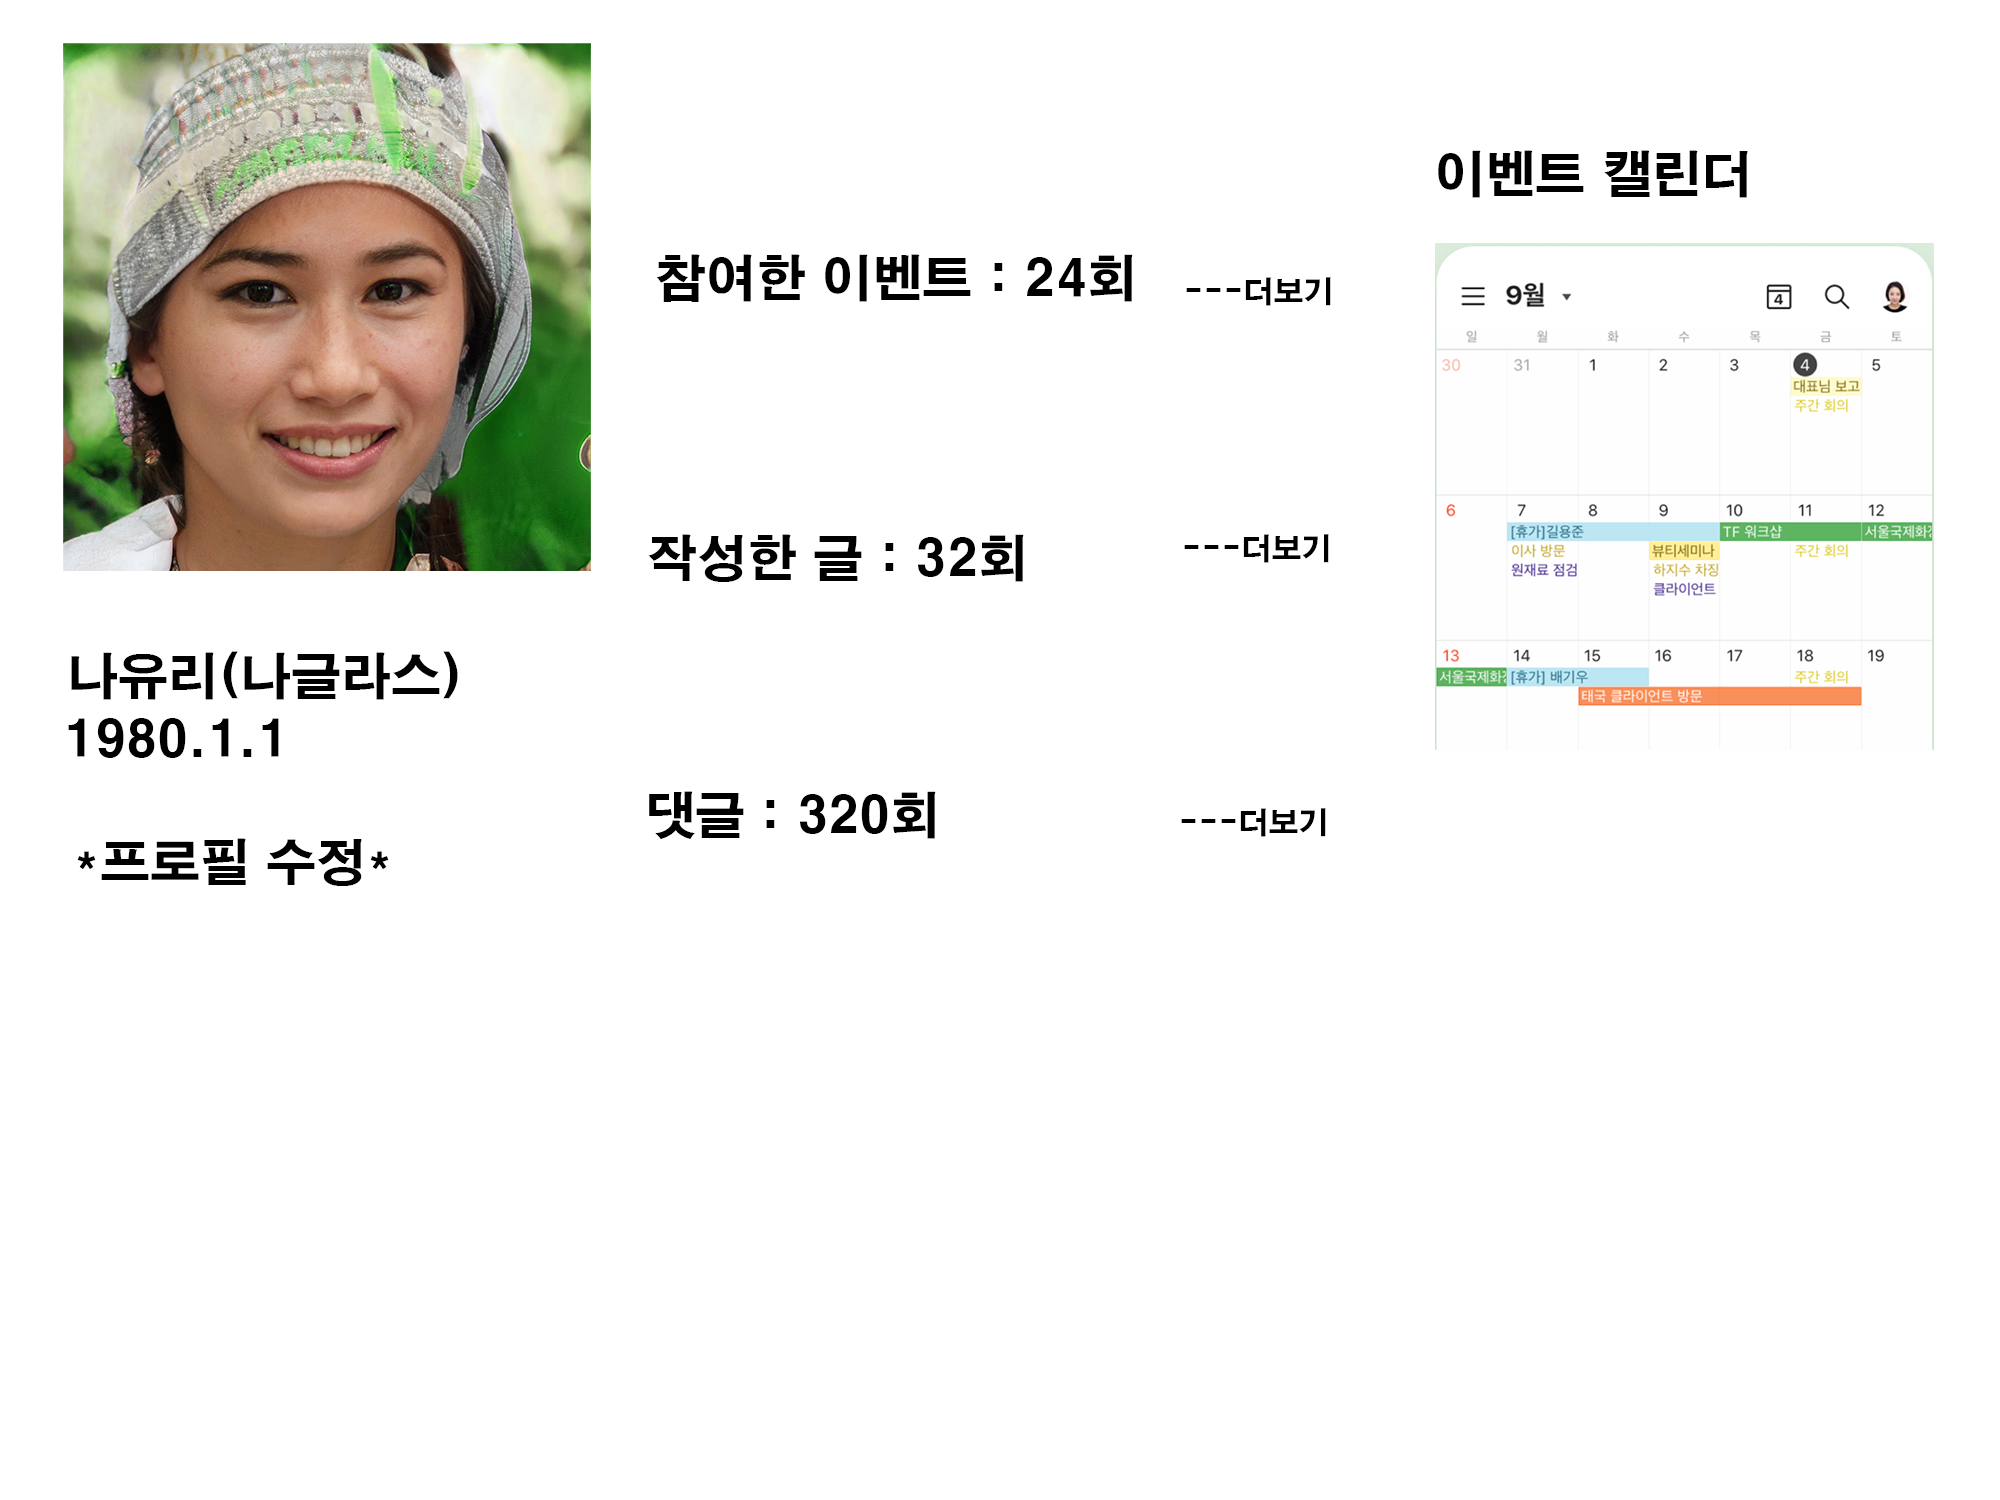 나유리(나글라스)
1980.1.1
*프로필 수정*
참여한 이벤트 : 24회 ---더보기
작성한 글 : 32회 ---더보기
댓글 : 320회 ---더보기
이벤트 캘린더
9월 4
일 월 화 수 목 금 토
30 31 1 2 3 4 5
대표님 보고
주간 회의
6 7 8 9 10 11 12
[휴가]길용준 TF 워크샵 서울국제화장
이사 방문 뷰티세미나 주간 회의
원재료 점검 하지수 차장
클라이언트
13 14 15 16 17 18 19
서울국제화장 [휴가] 배기우 주간 회의
태국 클라이언트 방문